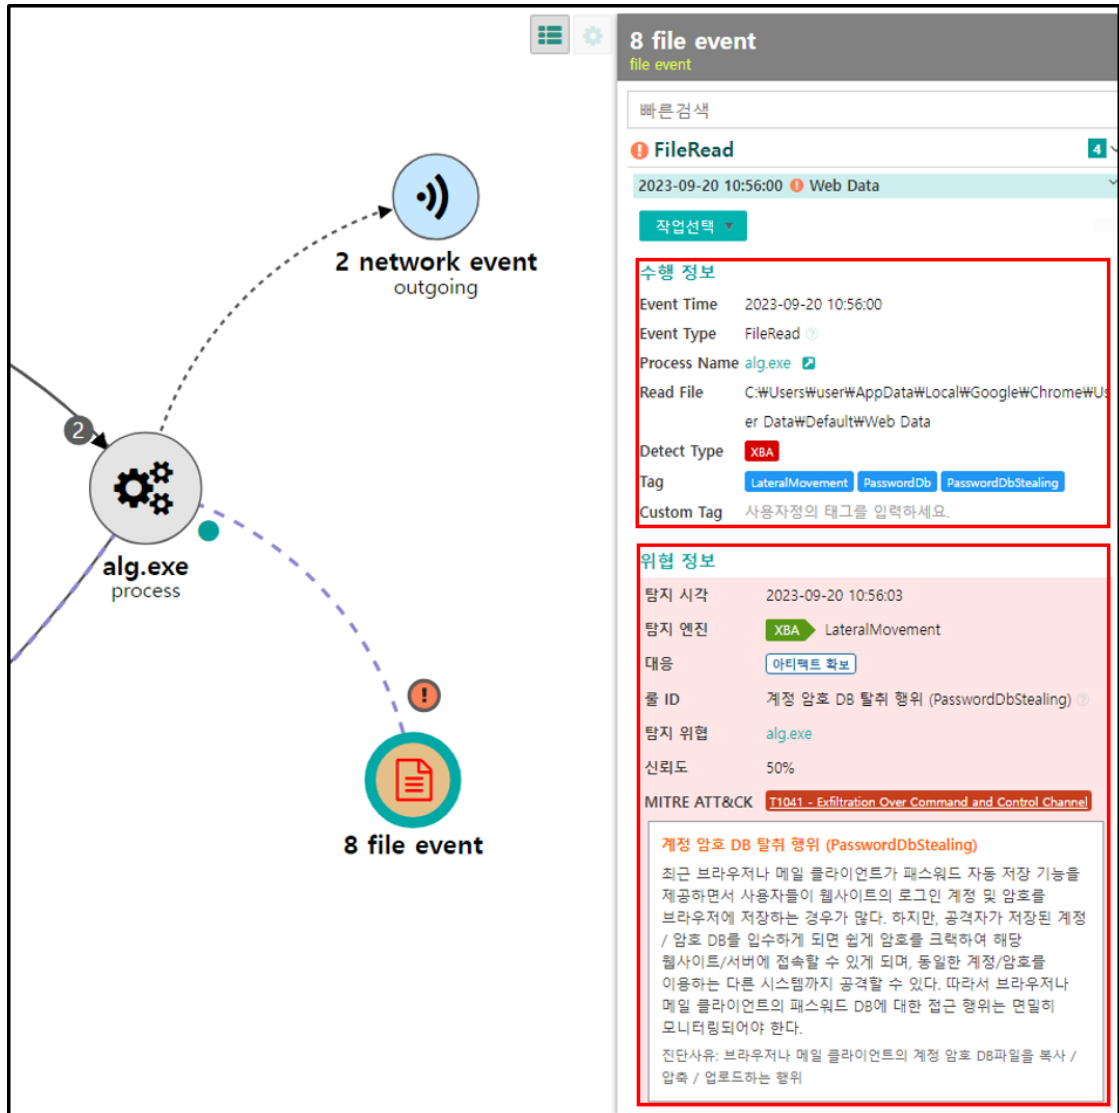 8 file event
file event
빠른검색
FileRead
4
2023-09-20 10:56:00 Web Data
작업선택
수행 정보
Event Time 2023-09-20 10:56:00
Event Type FileRead
Process Name alg.exe
Read File C:₩Users₩user₩AppData₩Local₩Google₩Chrome₩Us
er Data₩Default₩Web Data
Detect Type XBA
Tag LateralMovement PasswordDb PasswordDbStealing
Custom Tag 사용자정의 태그를 입력하세요.
위협 정보
탐지 시각 2023-09-20 10:56:03
탐지 엔진 XBA LateralMovement
대응 아티팩트 확보
룰 ID 계정 암호 DB 탈취 행위 (PasswordDbStealing)
탐지 위협 alg.exe
신뢰도 50%
MITRE ATT&CK T1041 - Exfiltration Over Command and Control Channel
계정 암호 DB 탈취 행위 (PasswordDbStealing)
최근 브라우저나 메일 클라이언트가 패스워드 자동 저장 기능을
제공하면서 사용자들이 웹사이트의 로그인 계정 및 암호를
브라우저에 저장하는 경우가 많다. 하지만, 공격자가 저장된 계정
/ 암호 DB를 입수하게 되면 쉽게 암호를 크랙하여 해당
웹사이트/서버에 접속할 수 있게 되며, 동일한 계정/암호를
이용하는 다른 시스템까지 공격할 수 있다. 따라서 브라우저나
메일 클라이언트의 패스워드 DB에 대한 접근 행위는 면밀히
모니터링되어야 한다.
진단사유: 브라우저나 메일 클라이언트의 계정 암호 DB파일을 복사 /
압축 / 업로드하는 행위
2 network event
outgoing
2
alg.exe
process
8 file event